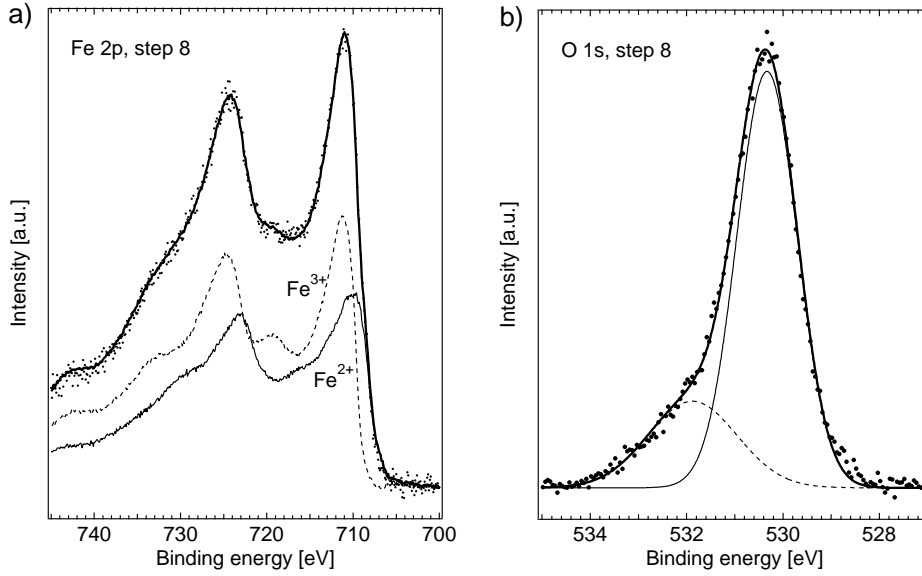 a)
Fe 2p, step 8
Fe3+
Fe2+
Intensity [a.u.]
740 730 720 710 700
Binding energy [eV]
b)
O 1s, step 8
Intensity [a.u.]
534 532 530 528
Binding energy [eV]